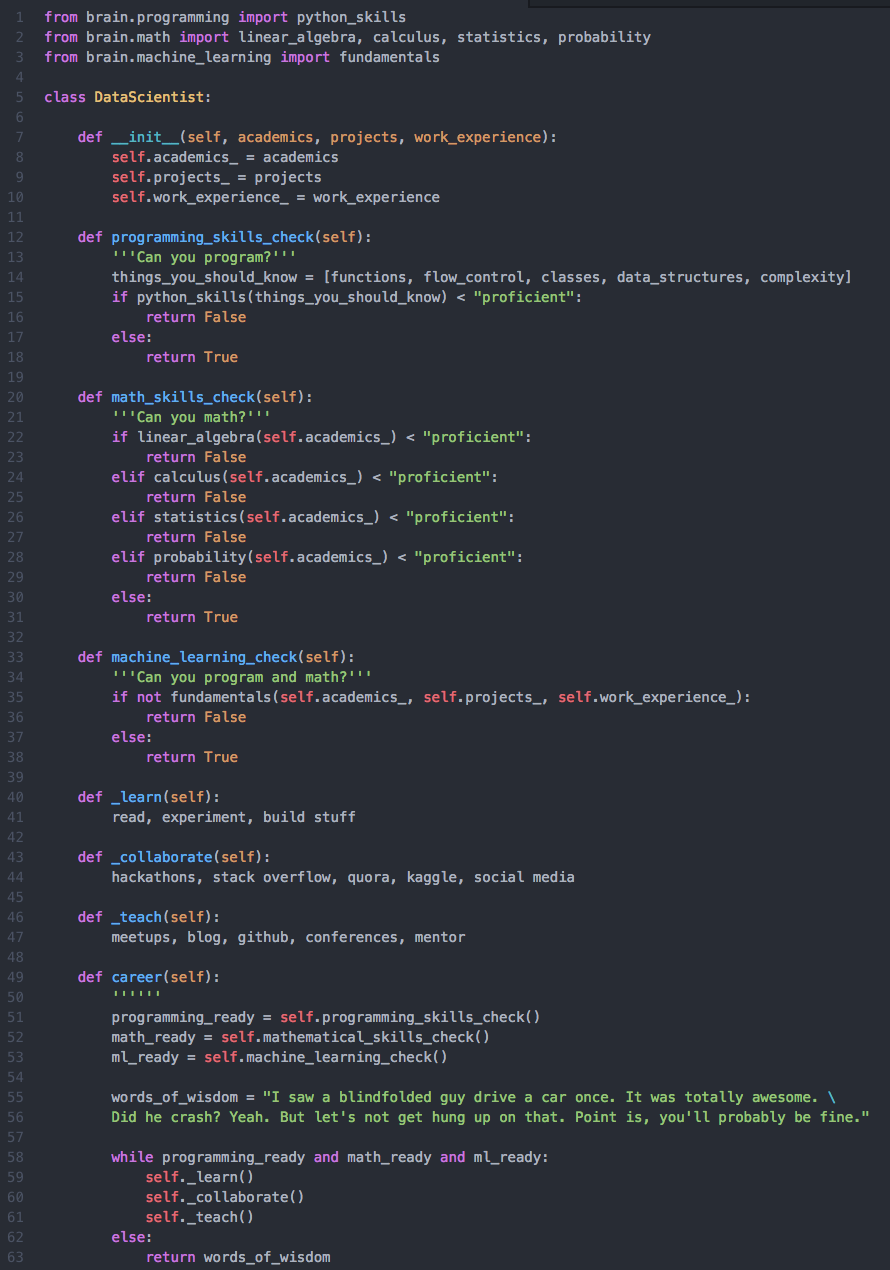 1 from brain.programming import python_skills
2 from brain.math import linear_algebra, calculus, statistics, probability
3 from brain.machine_learning import fundamentals
4
5 class DataScientist:
6
7     def __init__(self, academics, projects, work_experience):
8         self.academics_ = academics
9         self.projects_ = projects
10         self.work_experience_ = work_experience
11
12     def programming_skills_check(self):
13         '''Can you program?'''
14         things_you_should_know = [functions, flow_control, classes, data_structures, complexity]
15         if python_skills(things_you_should_know) < "proficient":
16             return False
17         else:
18             return True
19
20     def math_skills_check(self):
21         '''Can you math?'''
22         if linear_algebra(self.academics_) < "proficient":
23             return False
24         elif calculus(self.academics_) < "proficient":
25             return False
26         elif statistics(self.academics_) < "proficient":
27             return False
28         elif probability(self.academics_) < "proficient":
29             return False
30         else:
31             return True
32
33     def machine_learning_check(self):
34         '''Can you program and math?'''
35         if not fundamentals(self.academics_, self.projects_, self.work_experience_):
36             return False
37         else:
38             return True
39
40     def _learn(self):
41         read, experiment, build stuff
42
43     def _collaborate(self):
44         hackathons, stack overflow, quora, kaggle, social media
45
46     def _teach(self):
47         meetups, blog, github, conferences, mentor
48
49     def career(self):
50         ''''''
51         programming_ready = self.programming_skills_check()
52         math_ready = self.mathematical_skills_check()
53         ml_ready = self.machine_learning_check()
54
55         words_of_wisdom = "I saw a blindfolded guy drive a car once. It was totally awesome. \
56         Did he crash? Yeah. But let's not get hung up on that. Point is, you'll probably be fine."
57
58         while programming_ready and math_ready and ml_ready:
59             self._learn()
60             self._collaborate()
61             self._teach()
62         else:
63             return words_of_wisdom